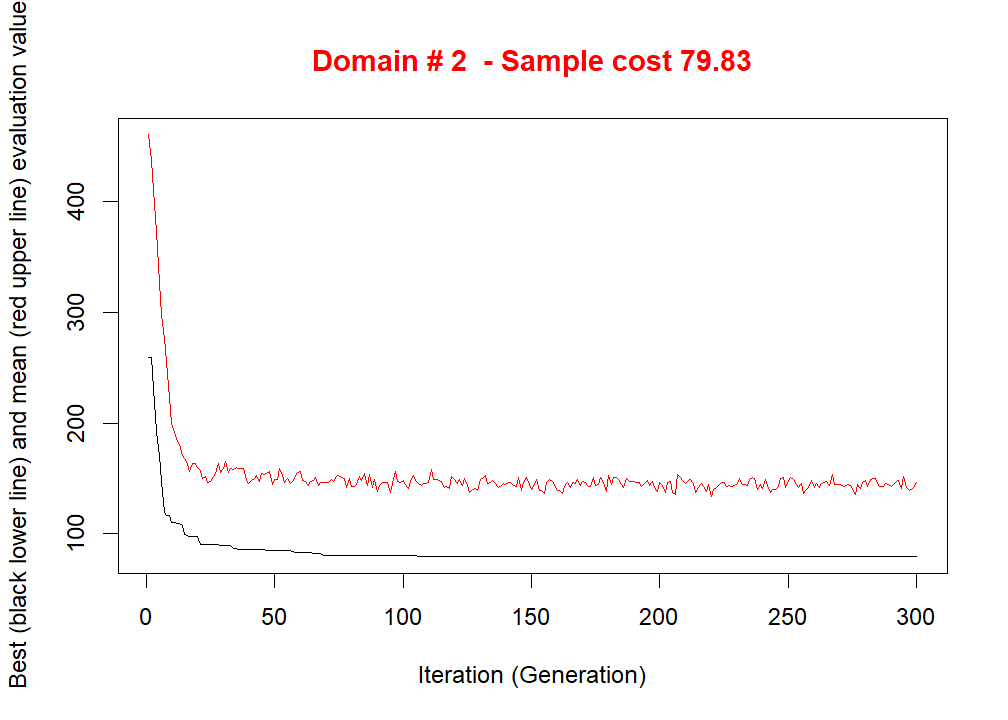 Domain # 2  - Sample cost 79.83
Best (black lower line) and mean (red upper line) evaluation value
400
300
200
100
0 50 100 150 200 250 300
Iteration (Generation)